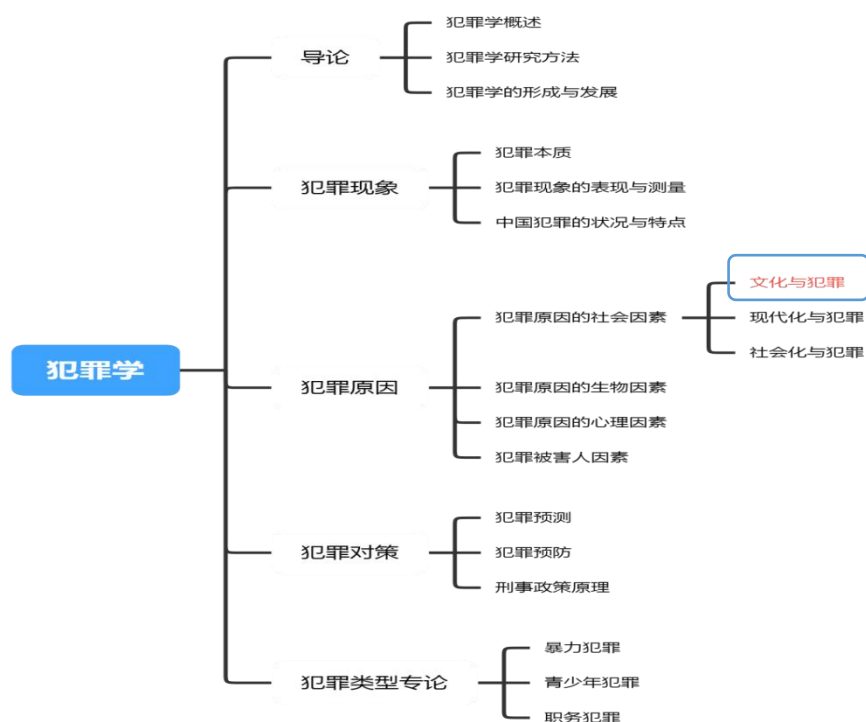 犯罪学
导论
犯罪学概述
犯罪学研究方法
犯罪学的形成与发展
犯罪现象
犯罪本质
犯罪现象的表现与测量
中国犯罪的状况与特点
犯罪原因
犯罪原因的社会因素
文化与犯罪
现代化与犯罪
社会化与犯罪
犯罪原因的生物因素
犯罪原因的心理因素
犯罪被害人因素
犯罪对策
犯罪预测
犯罪预防
刑事政策原理
犯罪类型专论
暴力犯罪
青少年犯罪
职务犯罪